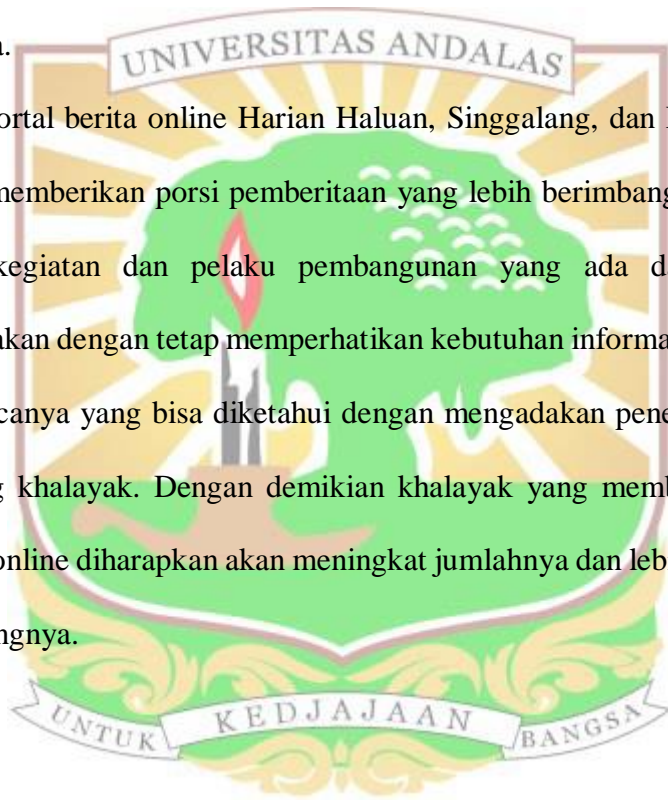 a.
UNIVERSITAS ANDALAS
ortal berita online Harian Haluan, Singgalang, dan
memberikan porsi pemberitaan yang lebih berimbang
kegiatan dan pelaku pembangunan yang ada da
akan dengan tetap memperhatikan kebutuhan informa
canya yang bisa diketahui dengan mengadakan pene
g khalayak. Dengan demikian khalayak yang memb
online diharapkan akan meningkat jumlahnya dan leb
ngnya.
UNTUK KEDJAJAAN BANGSA